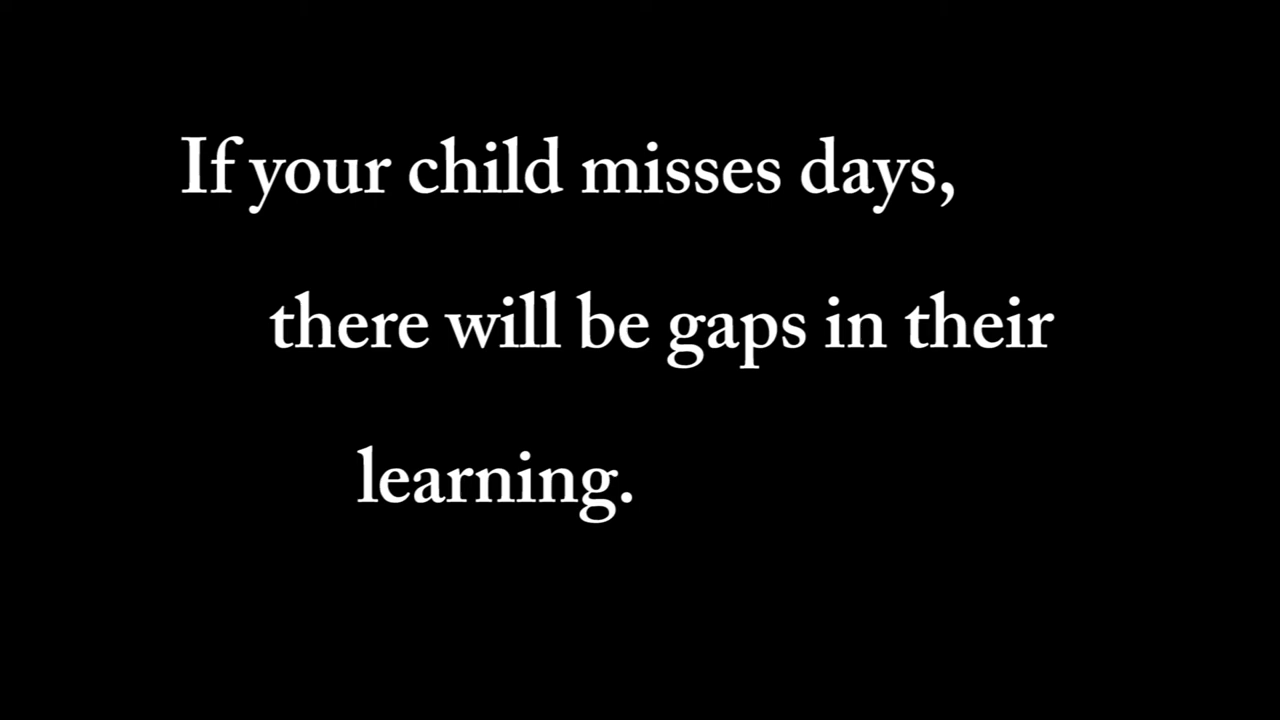 If your child misses days,
there will be gaps in their
learning.